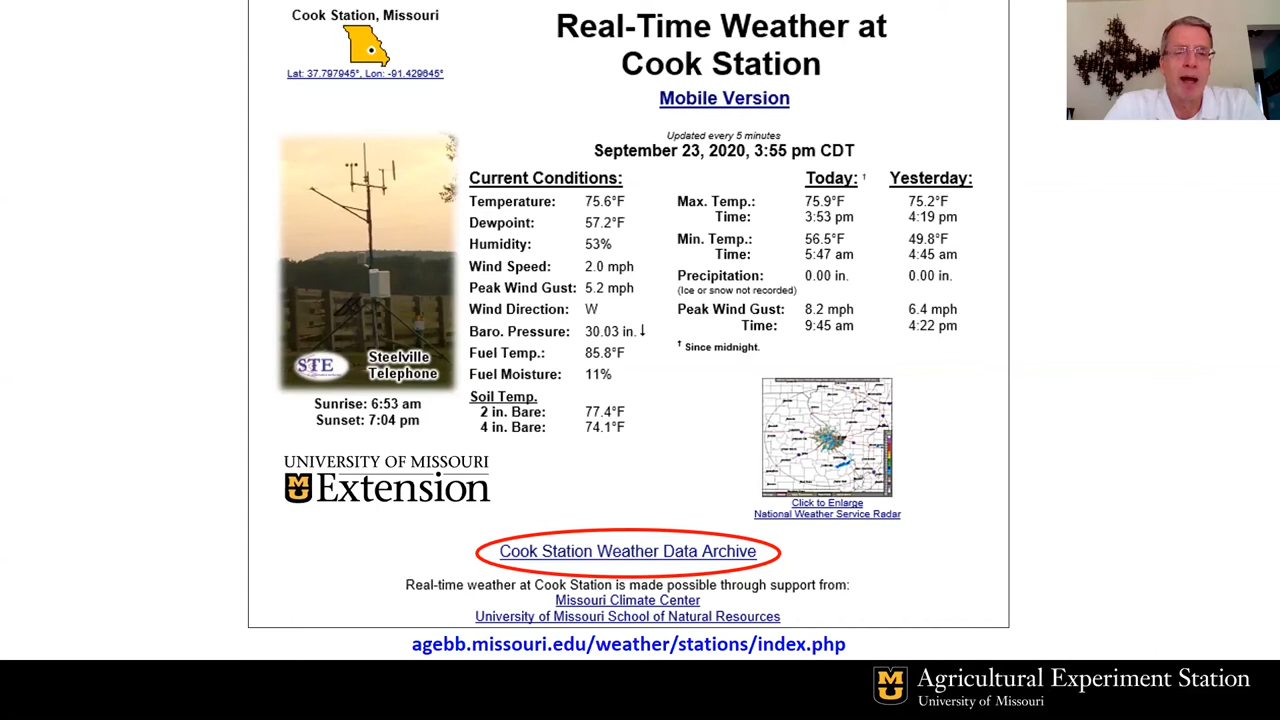 Cook Station, Missouri
Lat: 37.797945°, Lon: -91.429645°
Real-Time Weather at
Cook Station
Mobile Version
Updated every 5 minutes
September 23, 2020, 3:55 pm CDT
Current Conditions:
Temperature: 75.6°F
Dewpoint: 57.2°F
Humidity: 53%
Wind Speed: 2.0 mph
Peak Wind Gust: 5.2 mph
Wind Direction: W
Baro. Pressure: 30.03 in.↓
Fuel Temp.: 85.8°F
Fuel Moisture: 11%
Soil Temp.
2 in. Bare: 77.4°F
4 in. Bare: 74.1°F
Today: † Yesterday:
Max. Temp.: 75.9°F 75.2°F
Time: 3:53 pm 4:19 pm
Min. Temp.: 56.5°F 49.8°F
Time: 5:47 am 4:45 am
Precipitation: 0.00 in. 0.00 in.
(Ice or snow not recorded)
Peak Wind Gust: 8.2 mph 6.4 mph
Time: 9:45 am 4:22 pm
† Since midnight.
STE
Steelville
Telephone
Sunrise: 6:53 am
Sunset: 7:04 pm
UNIVERSITY OF MISSOURI
MU Extension
Click to Enlarge
National Weather Service Radar
Cook Station Weather Data Archive
Real-time weather at Cook Station is made possible through support from:
Missouri Climate Center
University of Missouri School of Natural Resources
agebb.missouri.edu/weather/stations/index.php
MU Agricultural Experiment Station
University of Missouri